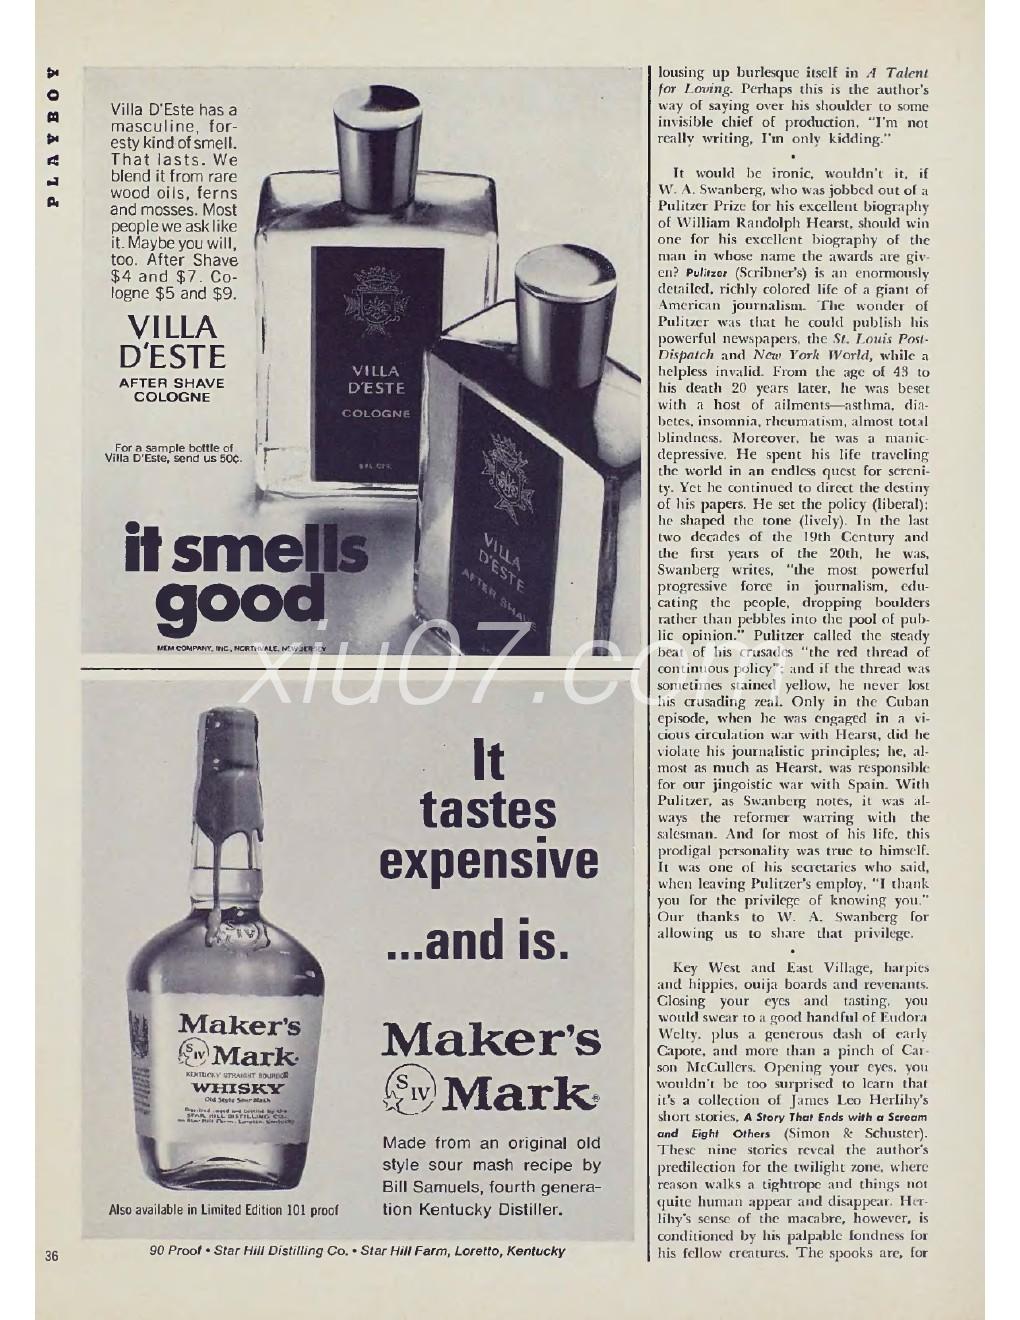 PLAYBOY
Villa D'Este has a
masculine, for-
esty kind of smell.
That lasts. We
blend it from rare
wood oils, ferns
and mosses. Most
people we ask like
it. Maybe you will,
too. After Shave
$4 and $7. Co-
logne $5 and $9.
VILLA
D'ESTE
AFTER SHAVE
COLOGNE
For a sample bottle of
Villa D'Este, send us 50¢.
VILLA
D'ESTE
COLOGNE
VILLA
D'ESTE
AFTER SHAVE
it smells
good
MEM COMPANY, INC., NORTHVALE, NEW JERSEY
xiu07.com
It
tastes
expensive
...and is.
Maker's
SIV Mark®
Made from an original old
style sour mash recipe by
Bill Samuels, fourth genera-
tion Kentucky Distiller.
SIV
Maker's
SIV Mark
KENTUCKY STRAIGHT BOURBON
WHISKY
Old Style Sour Mash
STAR HILL DISTILLING CO.
Also available in Limited Edition 101 proof
90 Proof • Star Hill Distilling Co. • Star Hill Farm, Loretto, Kentucky
36
lousing up burlesque itself in A Talent
for Loving. Perhaps this is the author's
way of saying over his shoulder to some
invisible chief of production, "I'm not
really writing, I'm only kidding."
•
It would be ironic, wouldn't it, if
W. A. Swanberg, who was jobbed out of a
Pulitzer Prize for his excellent biography
of William Randolph Hearst, should win
one for his excellent biography of the
man in whose name the awards are giv-
en? Pulitzer (Scribner's) is an enormously
detailed, richly colored life of a giant of
American journalism. The wonder of
Pulitzer was that he could publish his
powerful newspapers, the St. Louis Post-
Dispatch and New York World, while a
helpless invalid. From the age of 43 to
his death 20 years later, he was beset
with a host of ailments—asthma, dia-
betes, insomnia, rheumatism, almost total
blindness. Moreover, he was a manic-
depressive. He spent his life traveling
the world in an endless quest for sereni-
ty. Yet he continued to direct the destiny
of his papers. He set the policy (liberal);
he shaped the tone (lively). In the last
two decades of the 19th Century and
the first years of the 20th, he was,
Swanberg writes, "the most powerful
progressive force in journalism, edu-
cating the people, dropping boulders
rather than pebbles into the pool of pub-
lic opinion." Pulitzer called the steady
beat of his crusades "the red thread of
continuous policy"; and if the thread was
sometimes stained yellow, he never lost
his crusading zeal. Only in the Cuban
episode, when he was engaged in a vi-
cious circulation war with Hearst, did he
violate his journalistic principles; he, al-
most as much as Hearst, was responsible
for our jingoistic war with Spain. With
Pulitzer, as Swanberg notes, it was al-
ways the reformer warring with the
salesman. And for most of his life, this
prodigal personality was true to himself.
It was one of his secretaries who said,
when leaving Pulitzer's employ, "I thank
you for the privilege of knowing you."
Our thanks to W. A. Swanberg for
allowing us to share that privilege.
•
Key West and East Village, harpies
and hippies, ouija boards and revenants.
Closing your eyes and tasting, you
would swear to a good handful of Eudora
Welty, plus a generous dash of early
Capote, and more than a pinch of Car-
son McCullers. Opening your eyes, you
wouldn't be too surprised to learn that
it's a collection of James Leo Herlihy's
short stories, A Story That Ends with a Scream
and Eight Others (Simon & Schuster).
These nine stories reveal the author's
predilection for the twilight zone, where
reason walks a tightrope and things not
quite human appear and disappear. Her-
lihy's sense of the macabre, however, is
conditioned by his palpable fondness for
his fellow creatures. The spooks are, for